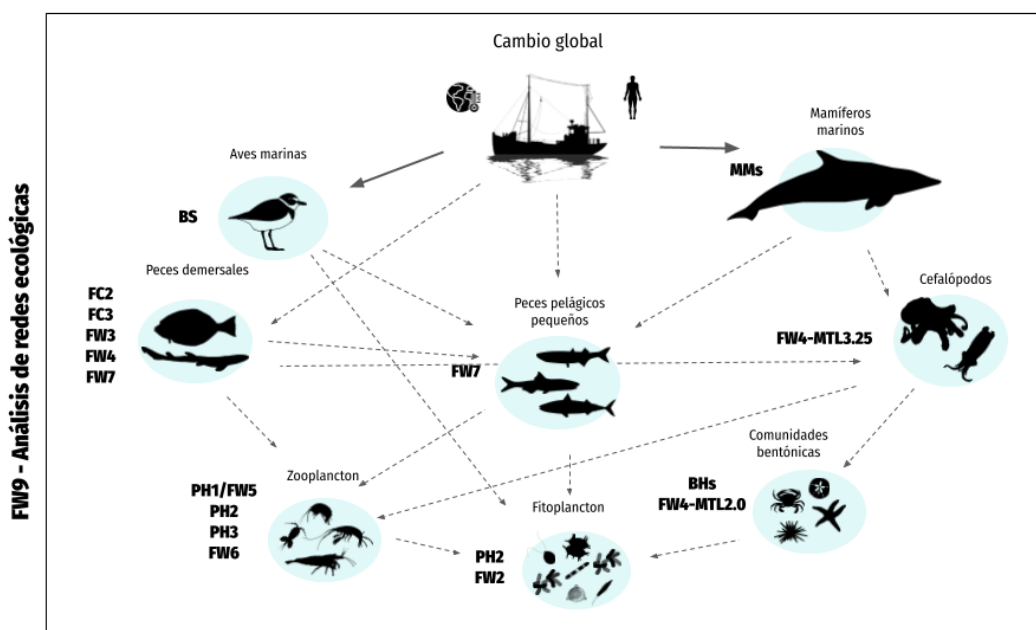 FW9 - Análisis de redes ecológicas
Cambio global
Mamíferos
marinos
MMs
Aves marinas
BS
Peces demersales
FC2
FC3
FW3
FW4
FW7
Peces pelágicos
pequeños
FW7
Cefalópodos
FW4-MTL3.25
Comunidades
bentónicas
BHs
FW4-MTL2.0
Zooplancton
PH1/FW5
PH2
PH3
FW6
Fitoplancton
PH2
FW2